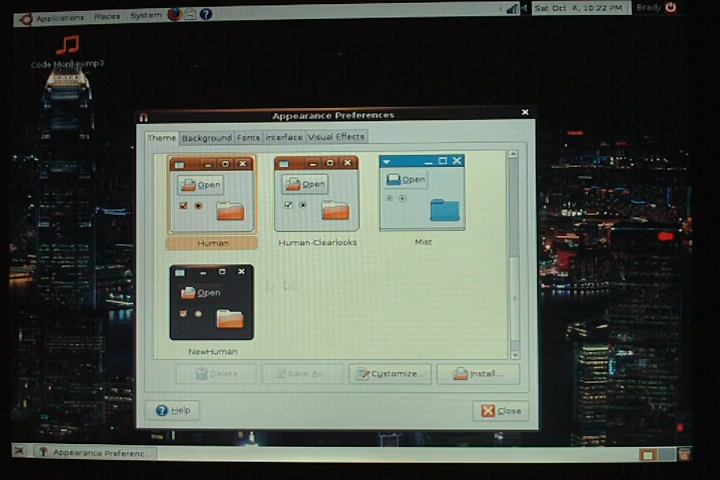 Applications Places System
Sat Oct 4, 10:22 PM Brady
Code Monkey.mp3
Appearance Preferences
Theme Background Fonts Interface Visual Effects
Open Open Open
Human Human-Clearlooks Mist
Open
NewHuman
Delete Save As... Customize... Install...
Help Close
Appearance Preferenc...